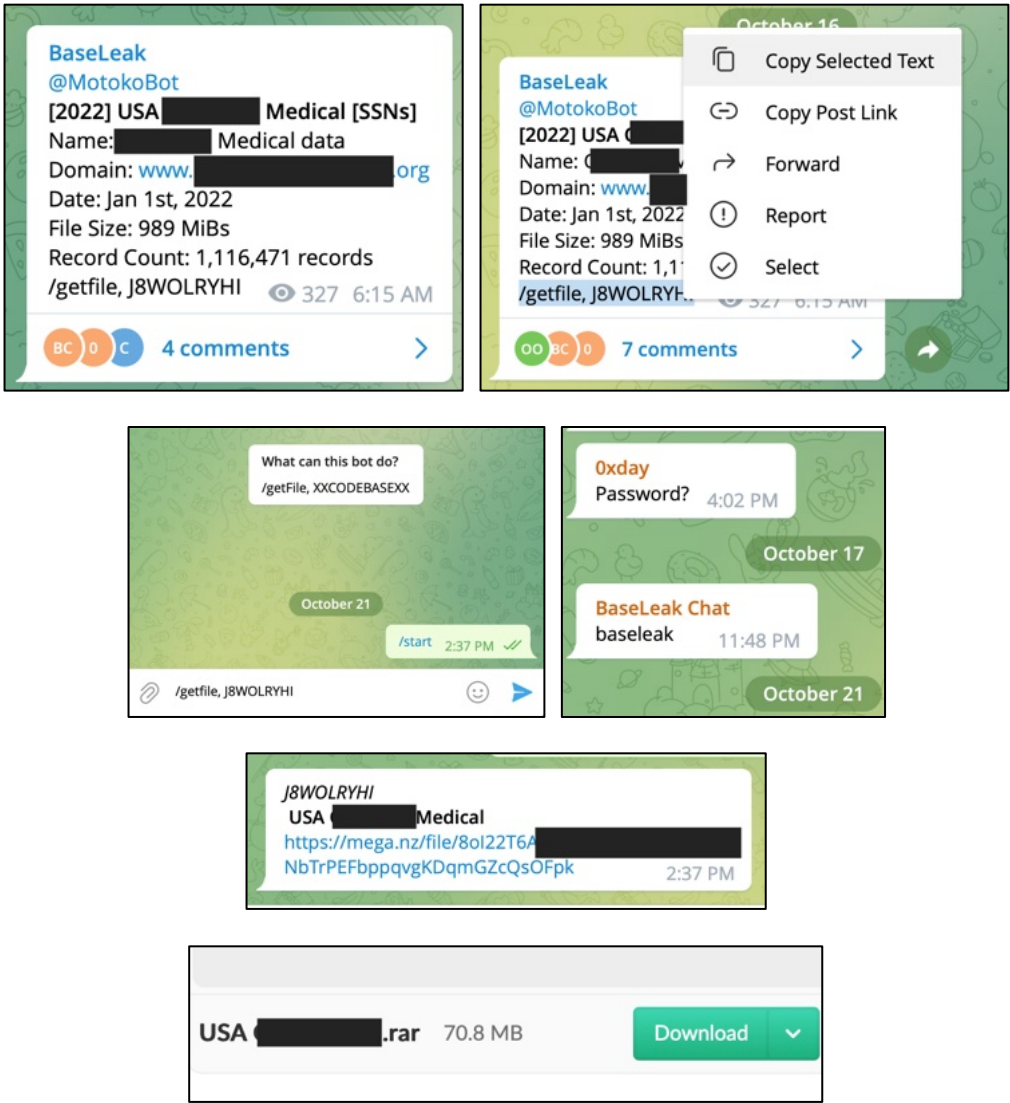 BaseLeak
@MotokoBot
[2022] USA Medical [SSNs]
Name: Medical data
Domain: www. .org
Date: Jan 1st, 2022
File Size: 989 MiBs
Record Count: 1,116,471 records
/getfile, J8WOLRYHI 327 6:15 AM
BC 0 C 4 comments
October 16
BaseLeak
@MotokoBot
[2022] USA
Name:
Domain: www.
Date: Jan 1st, 2022
File Size: 989 MiBs
Record Count: 1,1
/getfile, J8WOLRYH 327 6:15 AM
OO BC 0 7 comments
Copy Selected Text
Copy Post Link
Forward
Report
Select
What can this bot do?
/getFile, XXCODEBASEXX
October 21
/start 2:37 PM
/getfile, J8WOLRYHI
0xday
Password? 4:02 PM
October 17
BaseLeak Chat
baseleak 11:48 PM
October 21
J8WOLRYHI
USA Medical
https://mega.nz/file/8oI22T6A
NbTrPEFbppqvgKDqmGZcQsOFpk 2:37 PM
USA .rar 70.8 MB Download